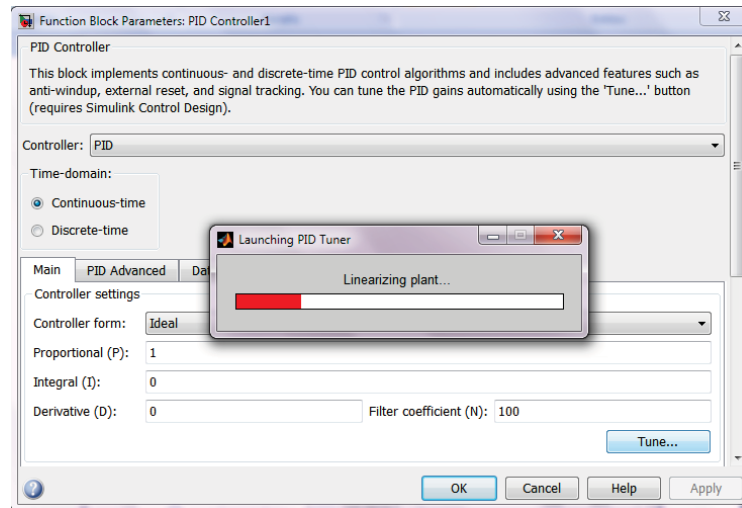 Function Block Parameters: PID Controller1
PID Controller
This block implements continuous- and discrete-time PID control algorithms and includes advanced features such as
anti-windup, external reset, and signal tracking. You can tune the PID gains automatically using the 'Tune...' button
(requires Simulink Control Design).
Controller: PID
Time-domain:
Continuous-time
Discrete-time
Launching PID Tuner
Linearizing plant...
Main PID Advanced Dat
Controller settings
Controller form: Ideal
Proportional (P): 1
Integral (I): 0
Derivative (D): 0 Filter coefficient (N): 100
Tune...
OK Cancel Help Apply